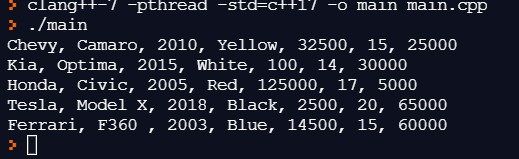 clang++-7 -pthread -std=c++17 -o main main.cpp
./main
Chevy, Camaro, 2010, Yellow, 32500, 15, 25000
Kia, Optima, 2015, White, 100, 14, 30000
Honda, Civic, 2005, Red, 125000, 17, 5000
Tesla, Model X, 2018, Black, 2500, 20, 65000
Ferrari, F360 , 2003, Blue, 14500, 15, 60000